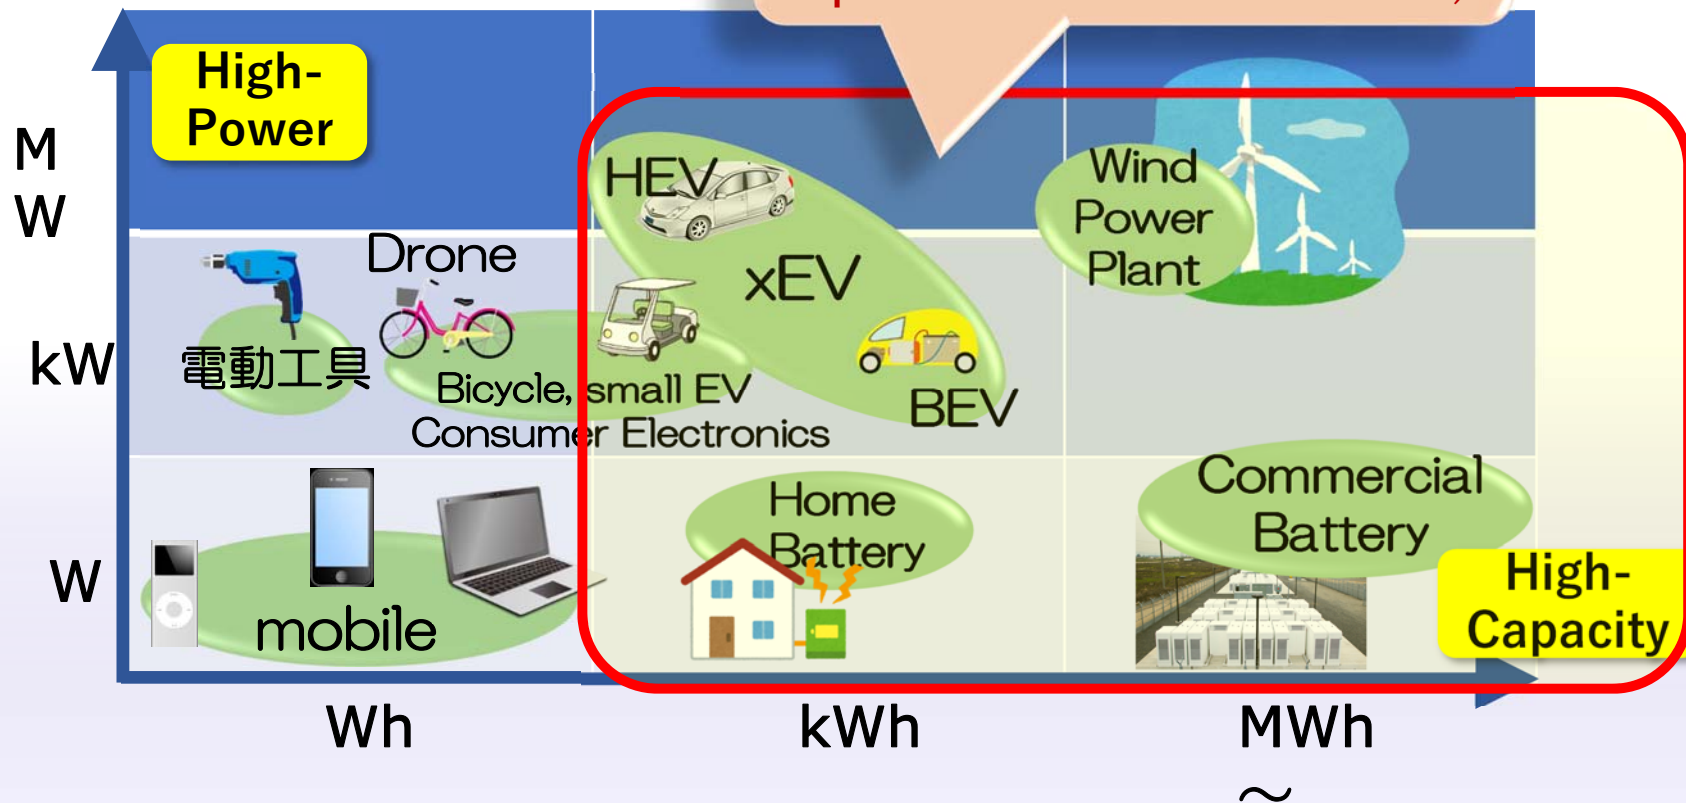 High-
Power
M
W
HEV
Wind
Power
Plant
Drone
xEV
kW
電動工具
Bicycle, small EV
BEV
Consumer Electronics
Home
Battery
Commercial
Battery
W
mobile
High-
Capacity
Wh
kWh
MWh
～